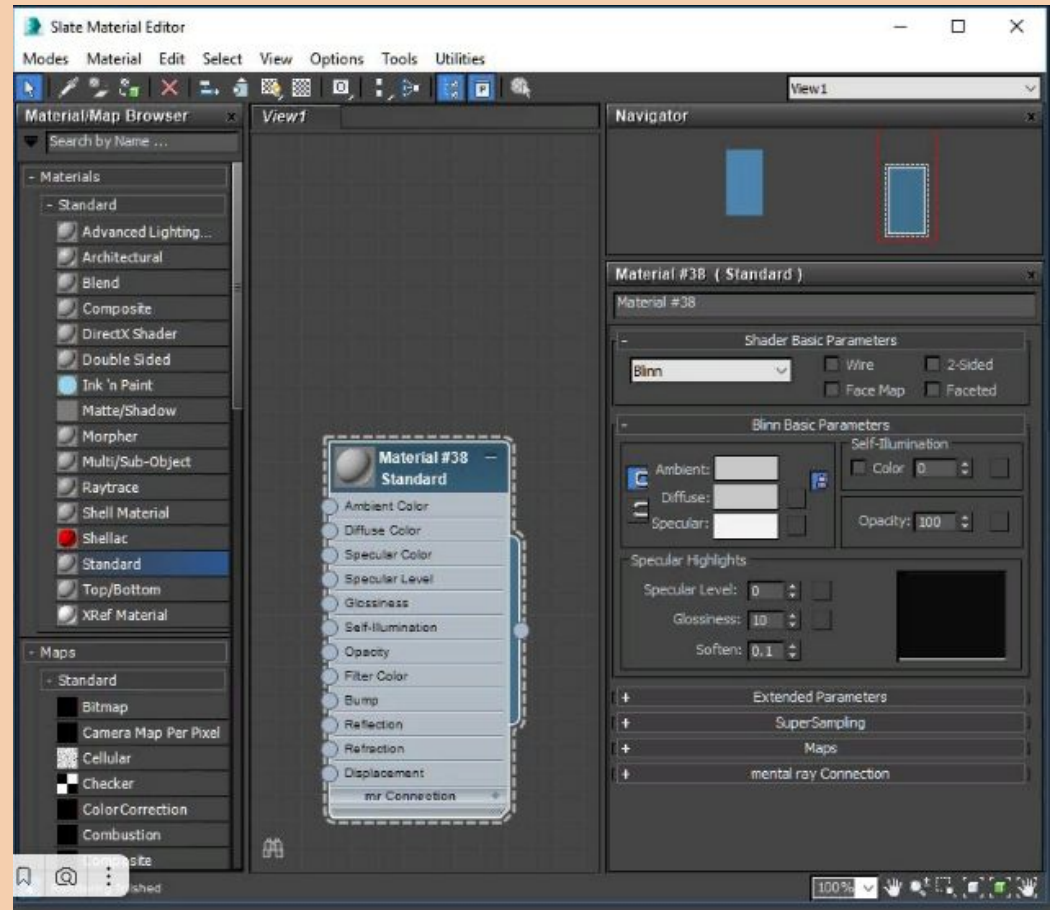 Slate Material Editor
Modes Material Edit Select View Options Tools Utilities
View1
Material/Map Browser
Search by Name ...
- Materials
- Standard
Advanced Lighting...
Architectural
Blend
Composite
DirectX Shader
Double Sided
Ink 'n Paint
Matte/Shadow
Morpher
Multi/Sub-Object
Raytrace
Shell Material
Shellac
Standard
Top/Bottom
XRef Material
- Maps
- Standard
Bitmap
Camera Map Per Pixel
Cellular
Checker
ColorCorrection
Combustion
View1
Material #38
Standard
Ambient Color
Diffuse Color
Specular Color
Specular Level
Glossiness
Self-Illumination
Opacity
Filter Color
Bump
Reflection
Refraction
Displacement
mr Connection +
Navigator
Material #38 ( Standard )
Material #38
- Shader Basic Parameters
Blinn Wire 2-Sided
Face Map Faceted
- Blinn Basic Parameters
Self-Illumination
Ambient: Color 0
Diffuse:
Specular: Opacity: 100
Specular Highlights
Specular Level: 0
Glossiness: 10
Soften: 0.1
+ Extended Parameters
+ SuperSampling
+ Maps
+ mental ray Connection
100%